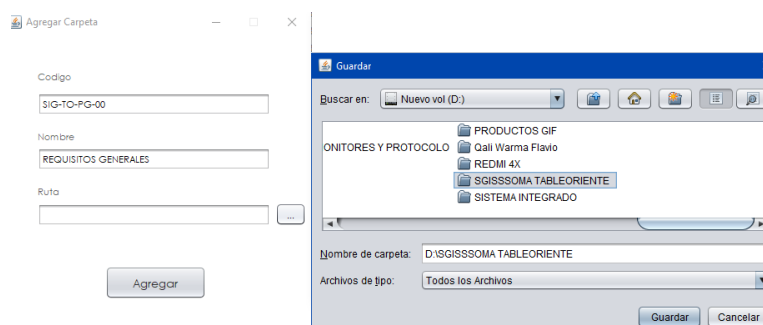 Agregar Carpeta
Codigo
SIG-TO-PG-00
Nombre
REQUISITOS GENERALES
Ruta
...
Agregar
Guardar
Buscar en: Nuevo vol (D:)
PRODUCTOS GIF
ONITORES Y PROTOCOLO Qali Warma Flavio
REDMI 4X
SGISSSOMA TABLEORIENTE
SISTEMA INTEGRADO
Nombre de carpeta: D:\SGISSSOMA TABLEORIENTE
Archivos de tipo: Todos los Archivos
Guardar Cancelar